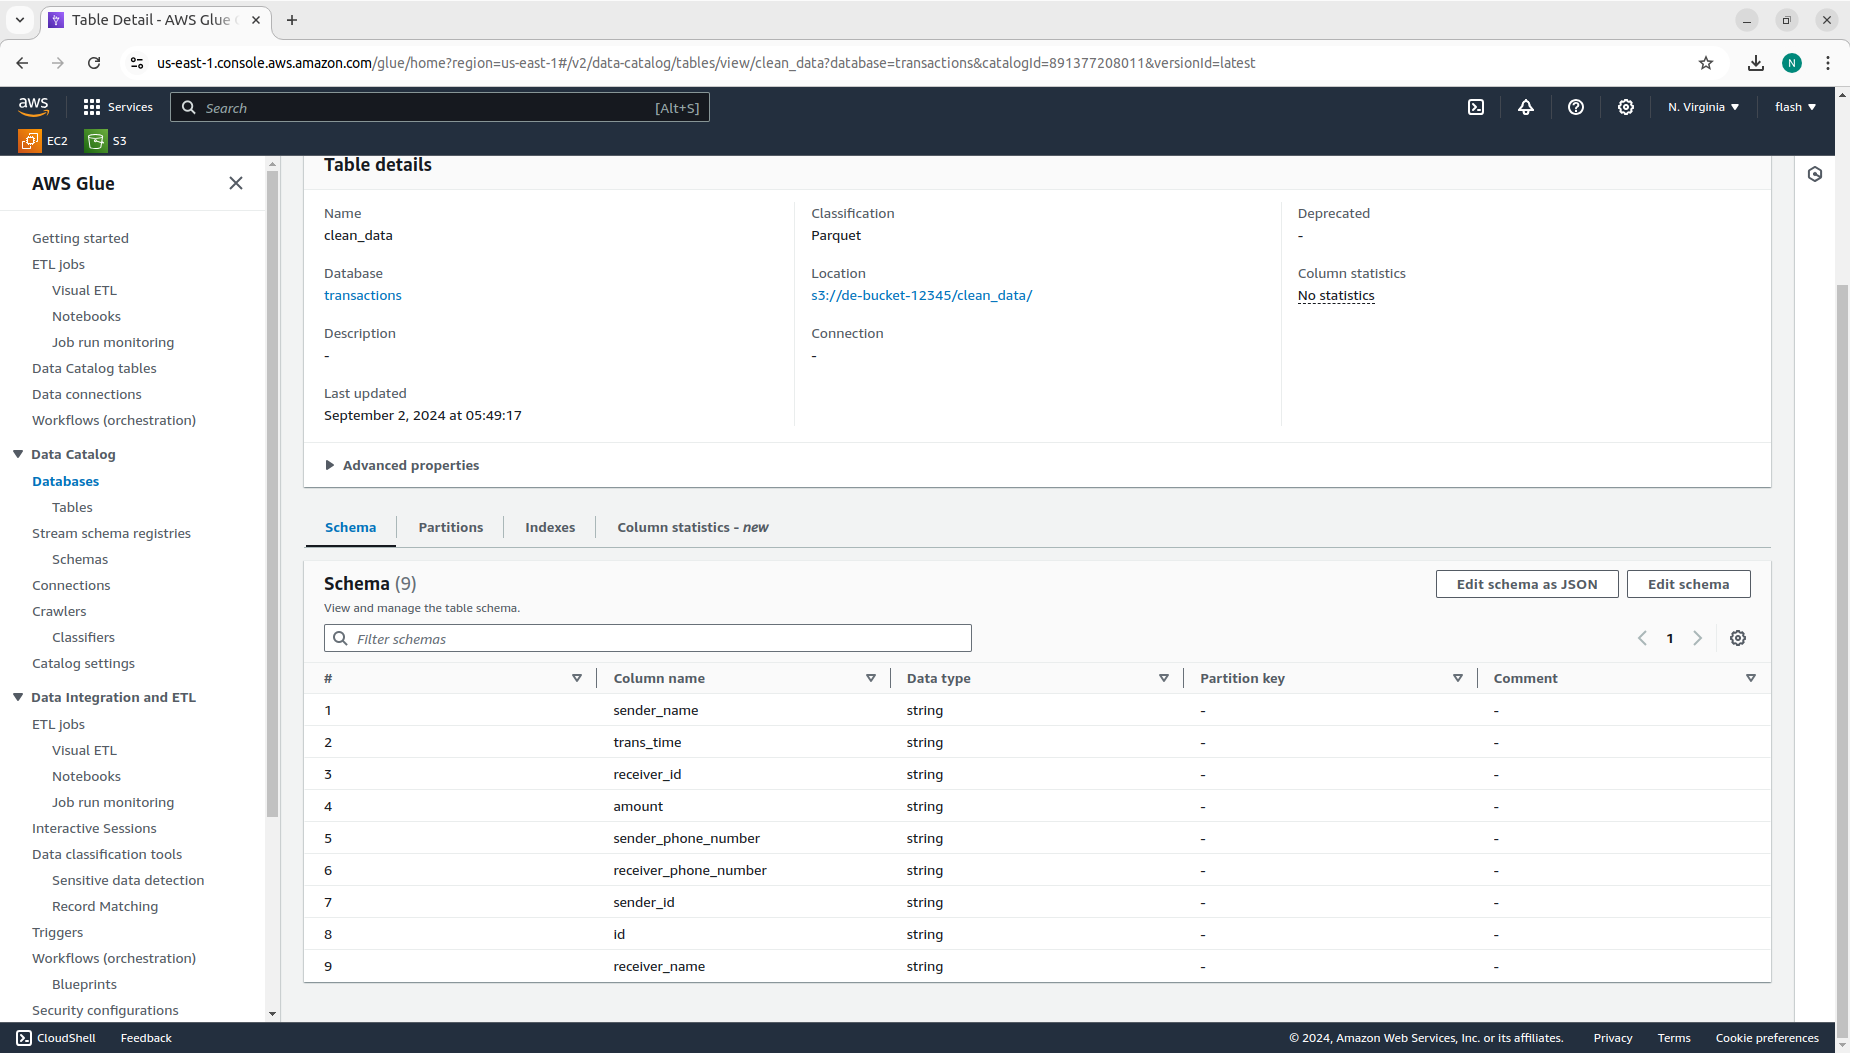 Table Detail - AWS Glue
us-east-1.console.aws.amazon.com/glue/home?region=us-east-1#/v2/data-catalog/tables/view/clean_data?database=transactions&catalogId=891377208011&versionId=latest
N
aws
Services
Search
[Alt+S]
N. Virginia
flash
EC2
S3
AWS Glue
Getting started
ETL jobs
Visual ETL
Notebooks
Job run monitoring
Data Catalog tables
Data connections
Workflows (orchestration)
Data Catalog
Databases
Tables
Stream schema registries
Schemas
Connections
Crawlers
Classifiers
Catalog settings
Data Integration and ETL
ETL jobs
Visual ETL
Notebooks
Job run monitoring
Interactive Sessions
Data classification tools
Sensitive data detection
Record Matching
Triggers
Workflows (orchestration)
Blueprints
Security configurations
Table details
Name
clean_data
Database
transactions
Description
-
Last updated
September 2, 2024 at 05:49:17
Classification
Parquet
Location
s3://de-bucket-12345/clean_data/
Connection
-
Deprecated
-
Column statistics
No statistics
Advanced properties
Schema Partitions Indexes Column statistics - new
Schema (9)
View and manage the table schema.
Edit schema as JSON
Edit schema
Filter schemas
1
# Column name Data type Partition key Comment
1 sender_name string - -
2 trans_time string - -
3 receiver_id string - -
4 amount string - -
5 sender_phone_number string - -
6 receiver_phone_number string - -
7 sender_id string - -
8 id string - -
9 receiver_name string - -
CloudShell Feedback
© 2024, Amazon Web Services, Inc. or its affiliates. Privacy Terms Cookie preferences